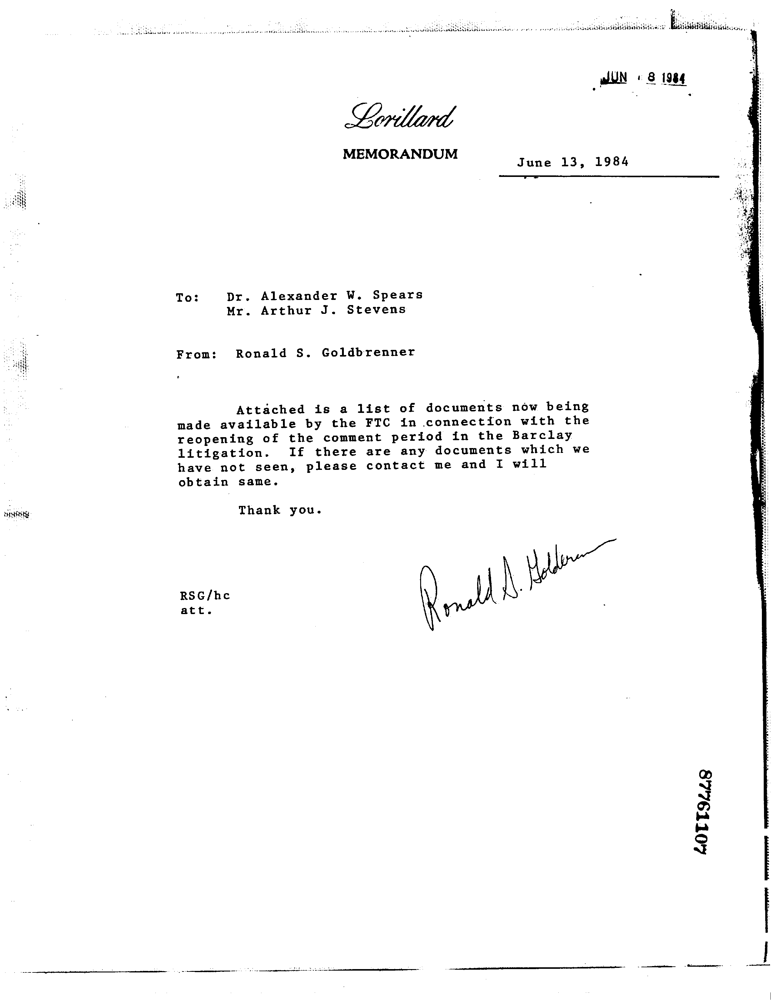 JUN 8 1984
Lorillard
MEMORANDUM
June 13, 1984
To: Dr. Alexander W. Spears
Mr. Arthur J. Stevens
From: Ronald S. Goldbrenner
Attached is a list of documents now being
made available by the FTC in connection with the
reopening of the comment period in the Barclay
litigation. If there are any documents which we
have not seen, please contact me and I will
obtain same.
Thank you.
Ronald S.
RSG/hc
att.
87761107